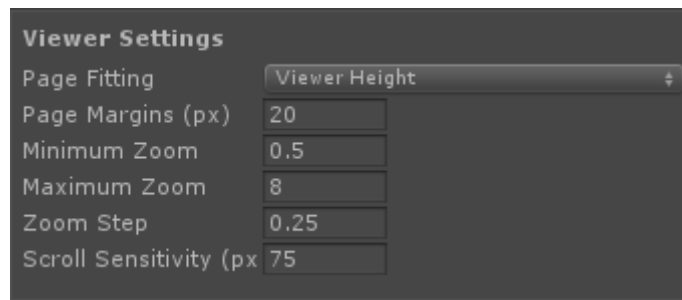 Viewer Settings
Page Fitting Viewer Height
Page Margins (px) 20
Minimum Zoom 0.5
Maximum Zoom 8
Zoom Step 0.25
Scroll Sensitivity (px 75